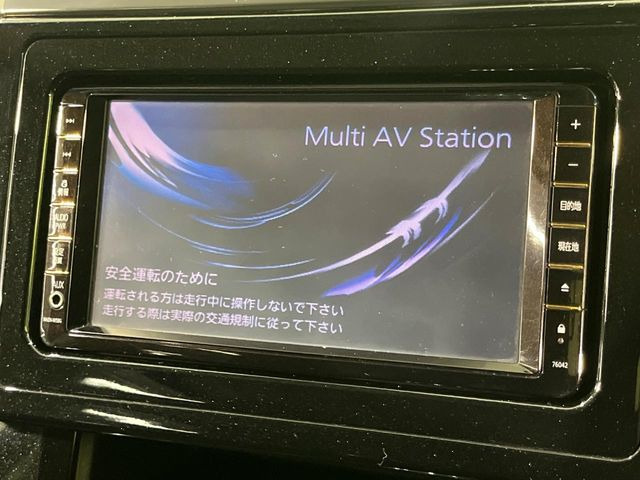 Multi AV Station
安全運転のために
運転される方は走行中に操作しないで下さい
走行する際は実際の交通規制に従って下さい
情報
AUDIO
AUX
+
−
目的地
現在地
76042